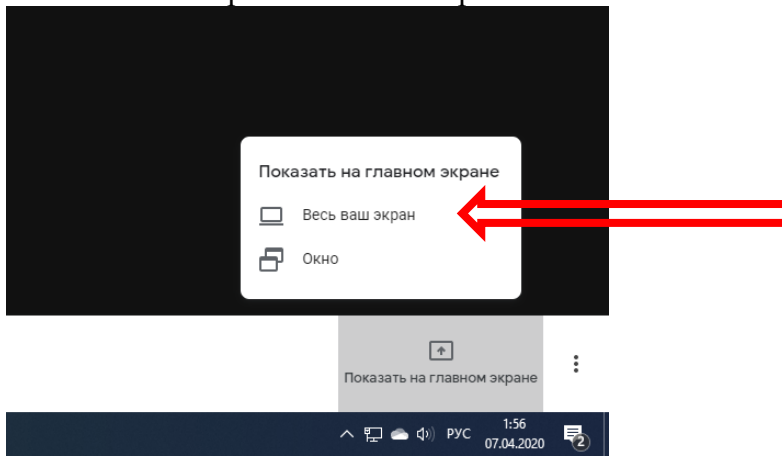 Показать на главном экране
Весь ваш экран
Окно
Показать на главном экране
РУС
1:56
07.04.2020
2